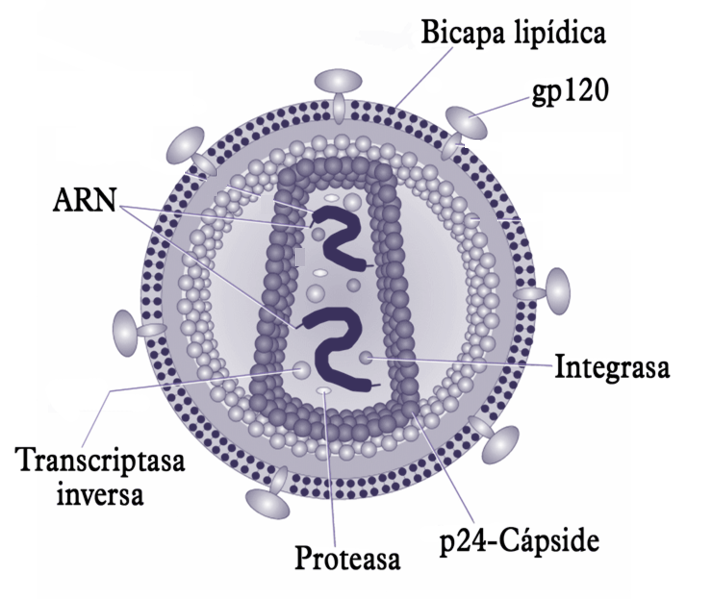 Bicapa lipídica
gp120
ARN
Integrasa
Transcriptasa
inversa
p24-Cápside
Proteasa